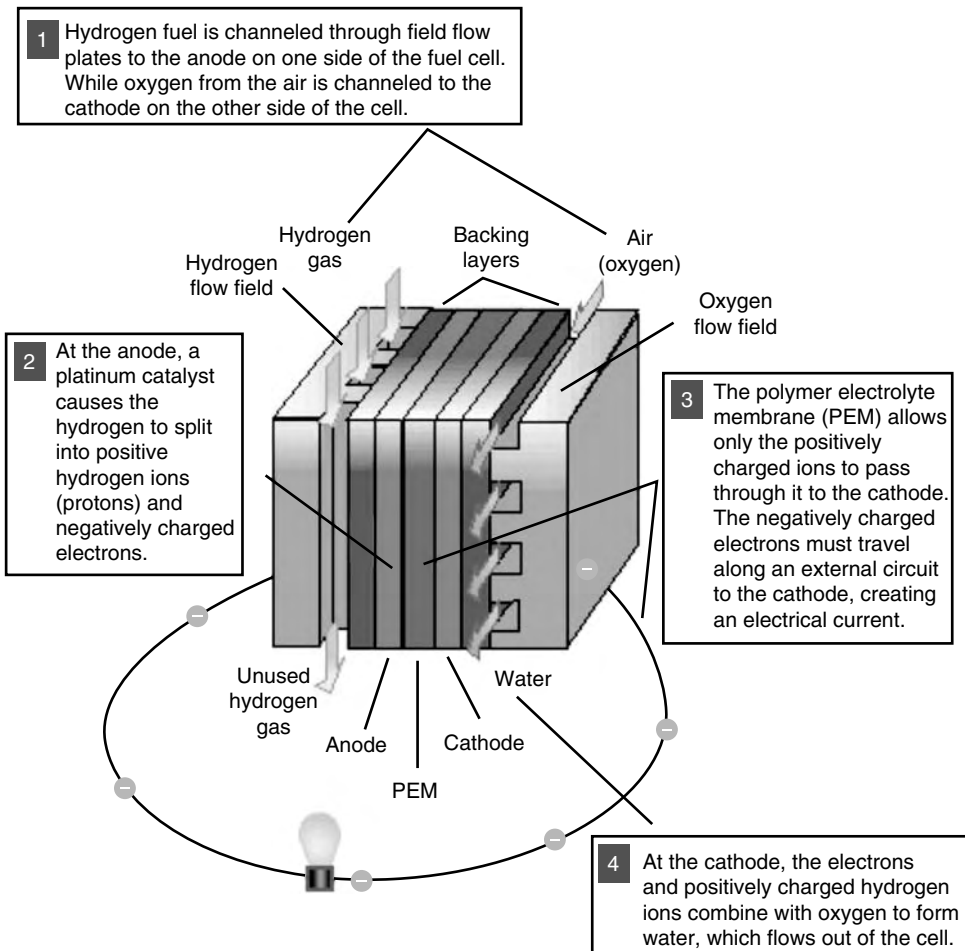 1
Hydrogen fuel is channeled through field flow
plates to the anode on one side of the fuel cell.
While oxygen from the air is channeled to the
cathode on the other side of the cell.
Hydrogen
gas
Backing
layers
Air
(oxygen)
Hydrogen
flow field
Oxygen
flow field
2
At the anode, a
platinum catalyst
causes the
hydrogen to split
into positive
hydrogen ions
(protons) and
negatively charged
electrons.
3
The polymer electrolyte
membrane (PEM) allows
only the positively
charged ions to pass
through it to the cathode.
The negatively charged
electrons must travel
along an external circuit
to the cathode, creating
an electrical current.
Unused
hydrogen
gas
Anode
PEM
Cathode
Water
4
At the cathode, the electrons
and positively charged hydrogen
ions combine with oxygen to form
water, which flows out of the cell.